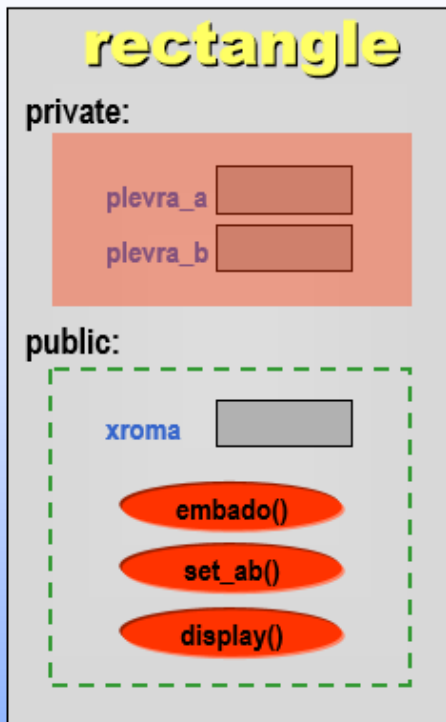 rectangle
private:
plevra_a
plevra_b
public:
xroma
embado()
set_ab()
display()